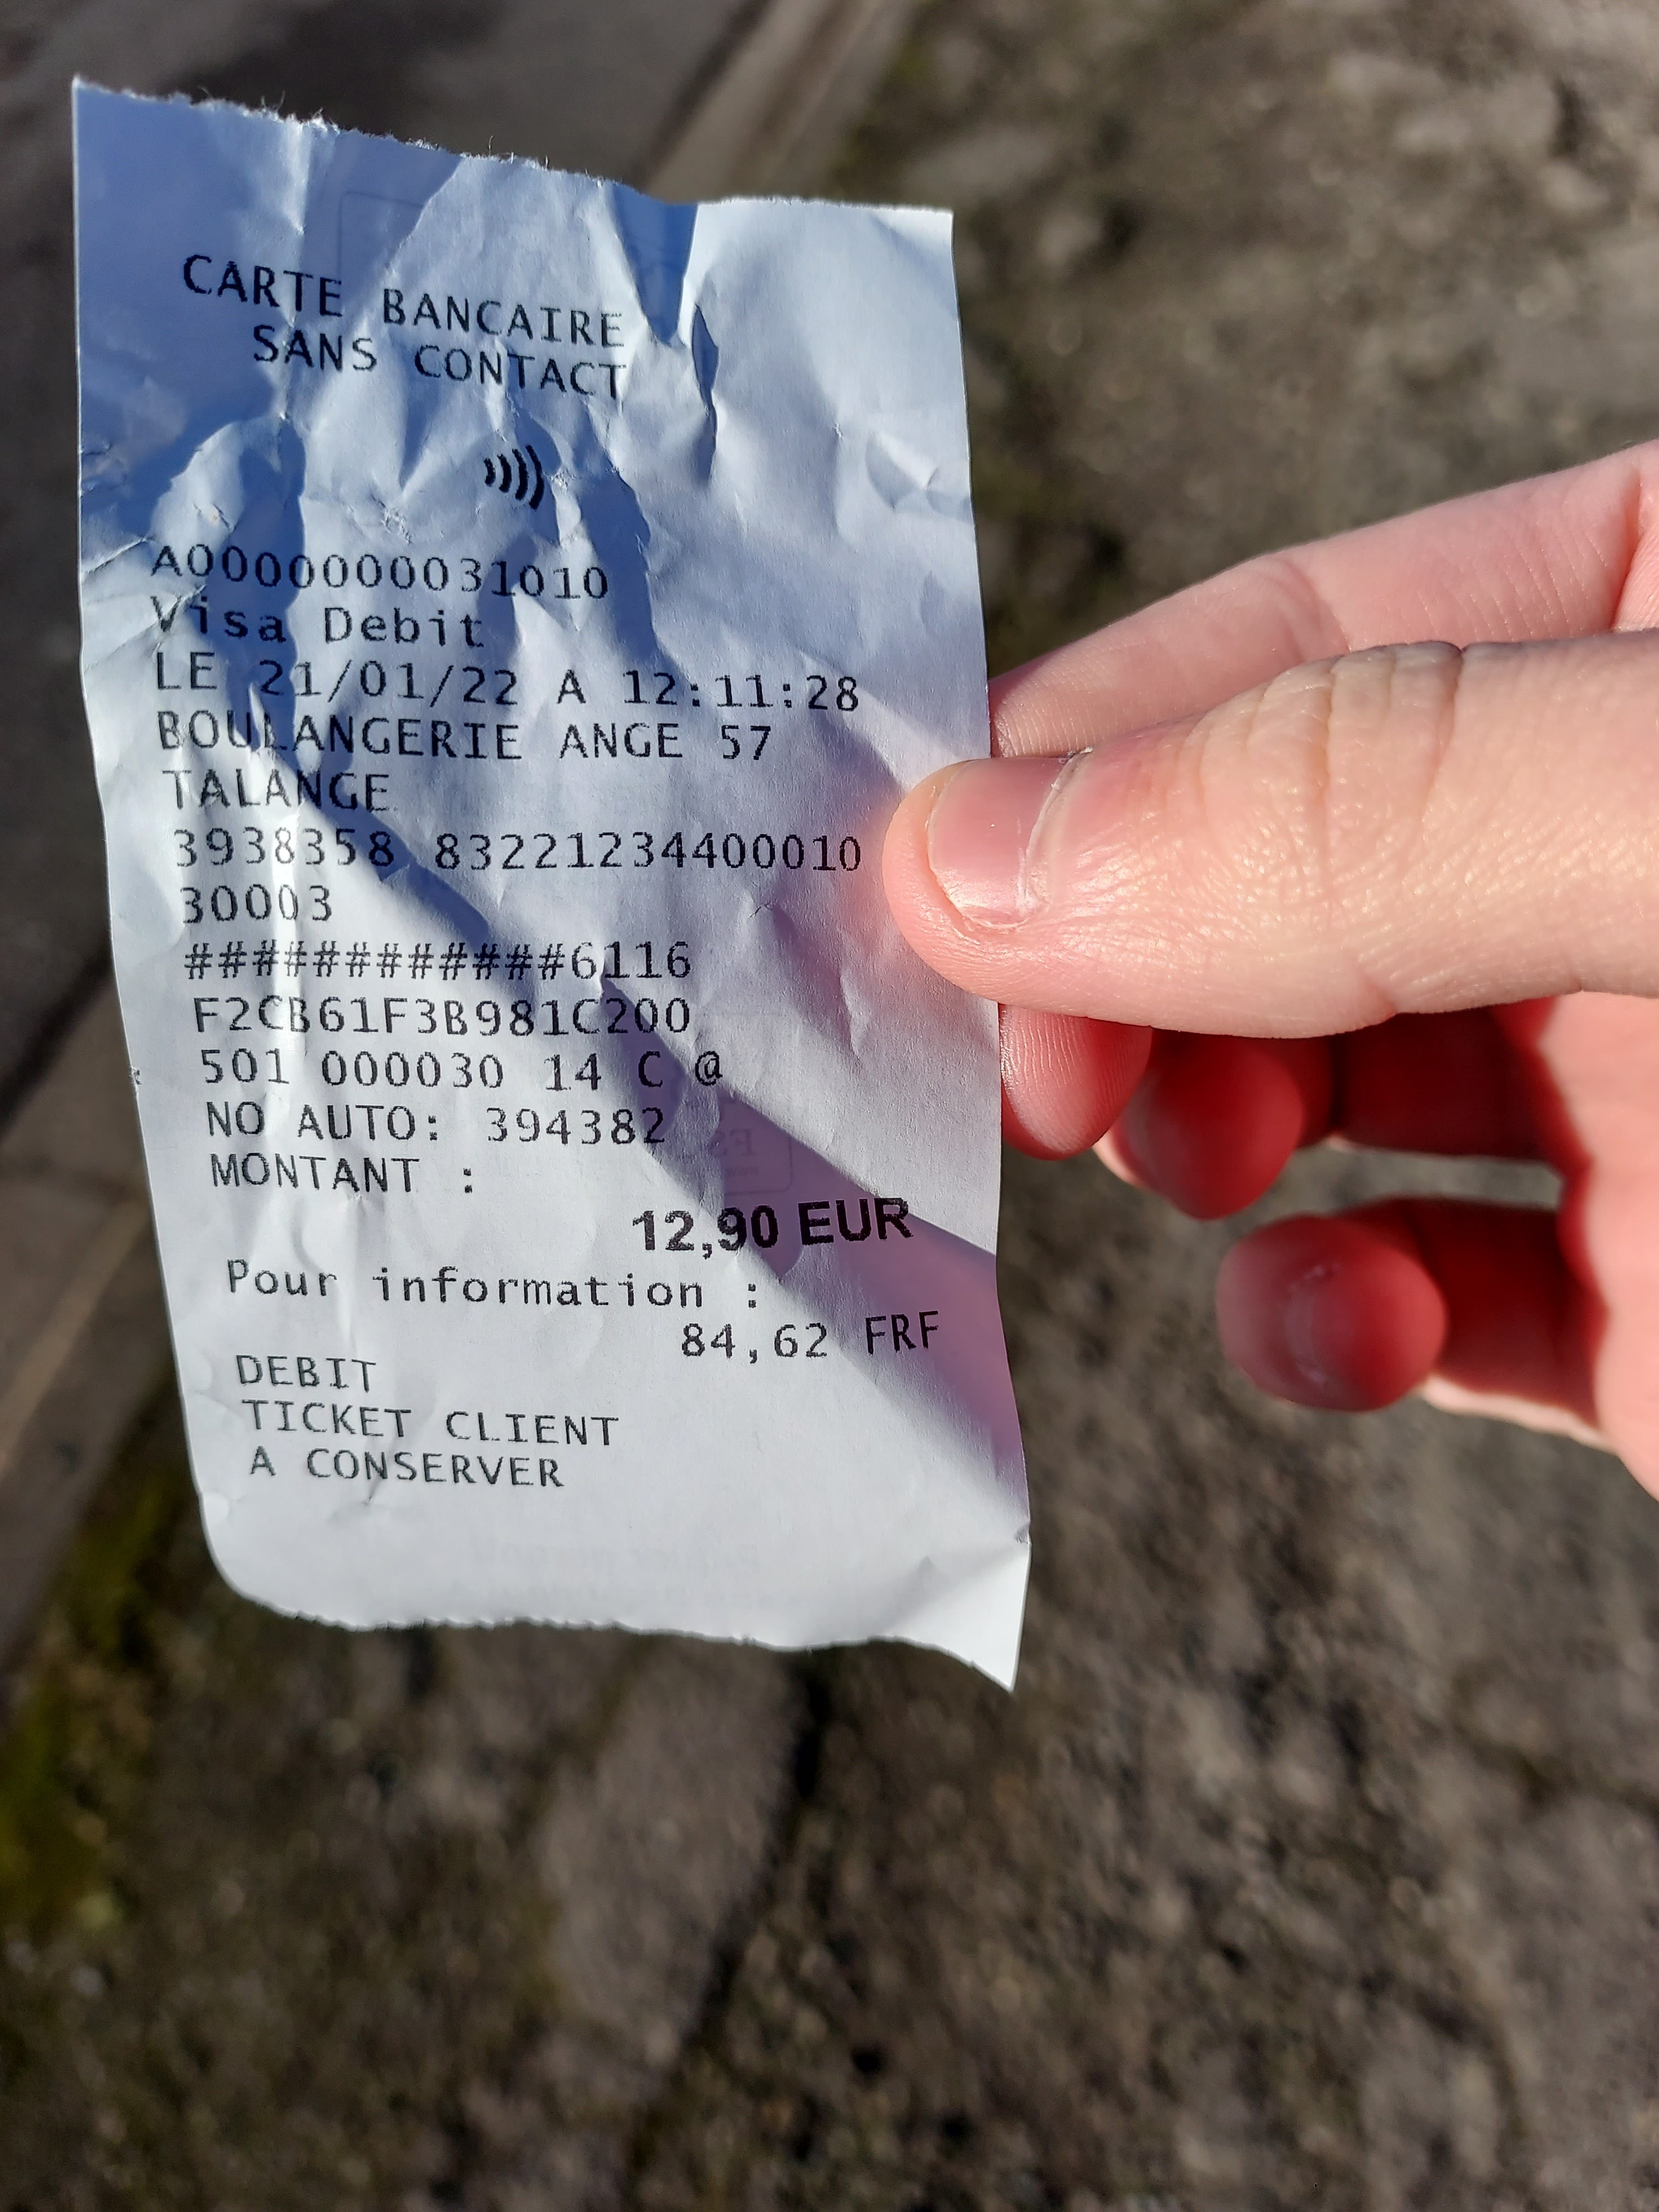 CARTE BANCAIRE
SANS CONTACT
A0000000031010
Visa Debit
LE 21/01/22 A 12:11:28
BOULANGERIE ANGE 57
TALANGE
3938358 83221234400010
30003
############6116
F2CB61F3B981C200
501 000030 14 C @
NO AUTO: 394382
MONTANT :
12,90 EUR
Pour information :
84,62 FRF
DEBIT
TICKET CLIENT
A CONSERVER